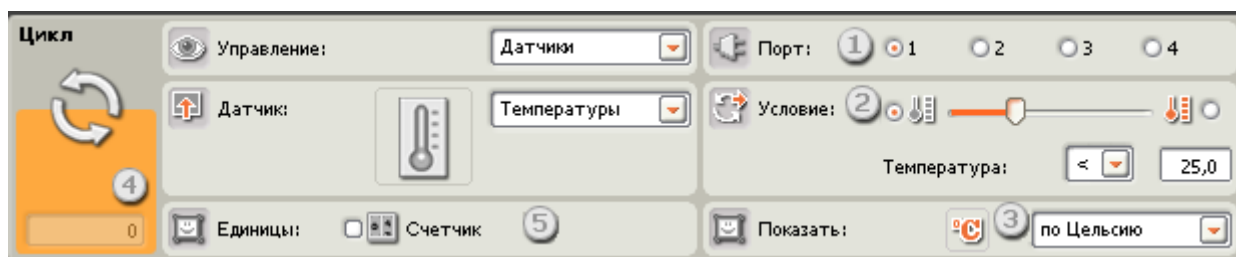 Цикл
Управление: Датчики
Порт: 1 1 2 3 4
Датчик: Температуры
Условие: 2
Температура: < 25,0
4
0
Единицы: Счетчик 5
Показать: °C 3 по Цельсию